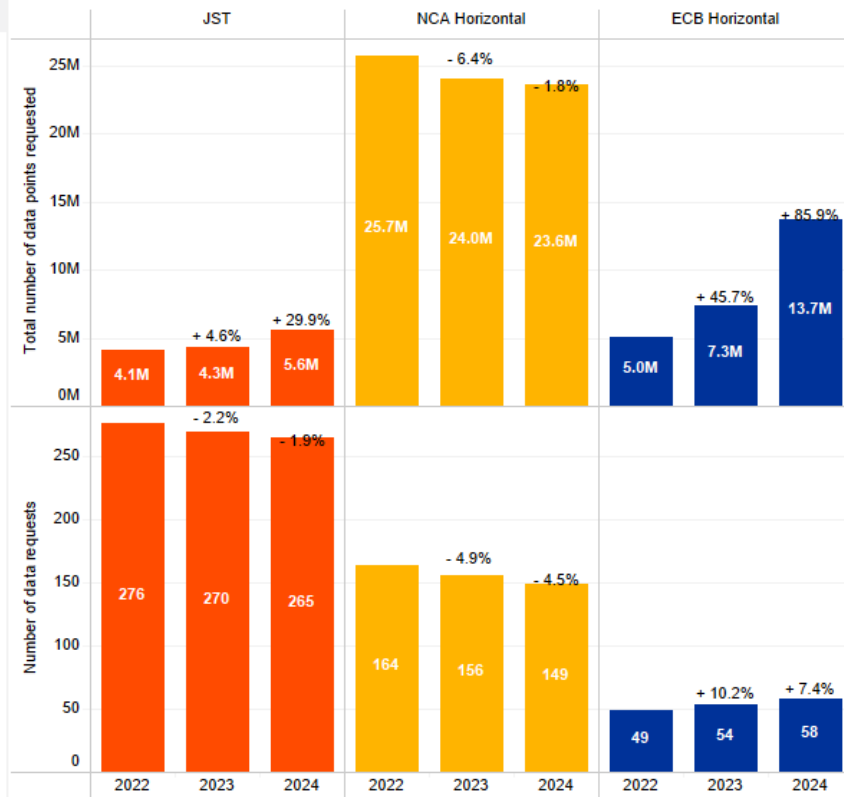 JST NCA Horizontal ECB Horizontal
Total number of data points requested
25M
20M
15M
10M
5M
0M
4.1M
+ 4.6%
4.3M
+ 29.9%
5.6M
25.7M
- 6.4%
24.0M
- 1.8%
23.6M
5.0M
+ 45.7%
7.3M
+ 85.9%
13.7M
Number of data requests
250
200
150
100
50
0
276
- 2.2%
270
- 1.9%
265
164
- 4.9%
156
- 4.5%
149
49
+ 10.2%
54
+ 7.4%
58
2022 2023 2024 2022 2023 2024 2022 2023 2024